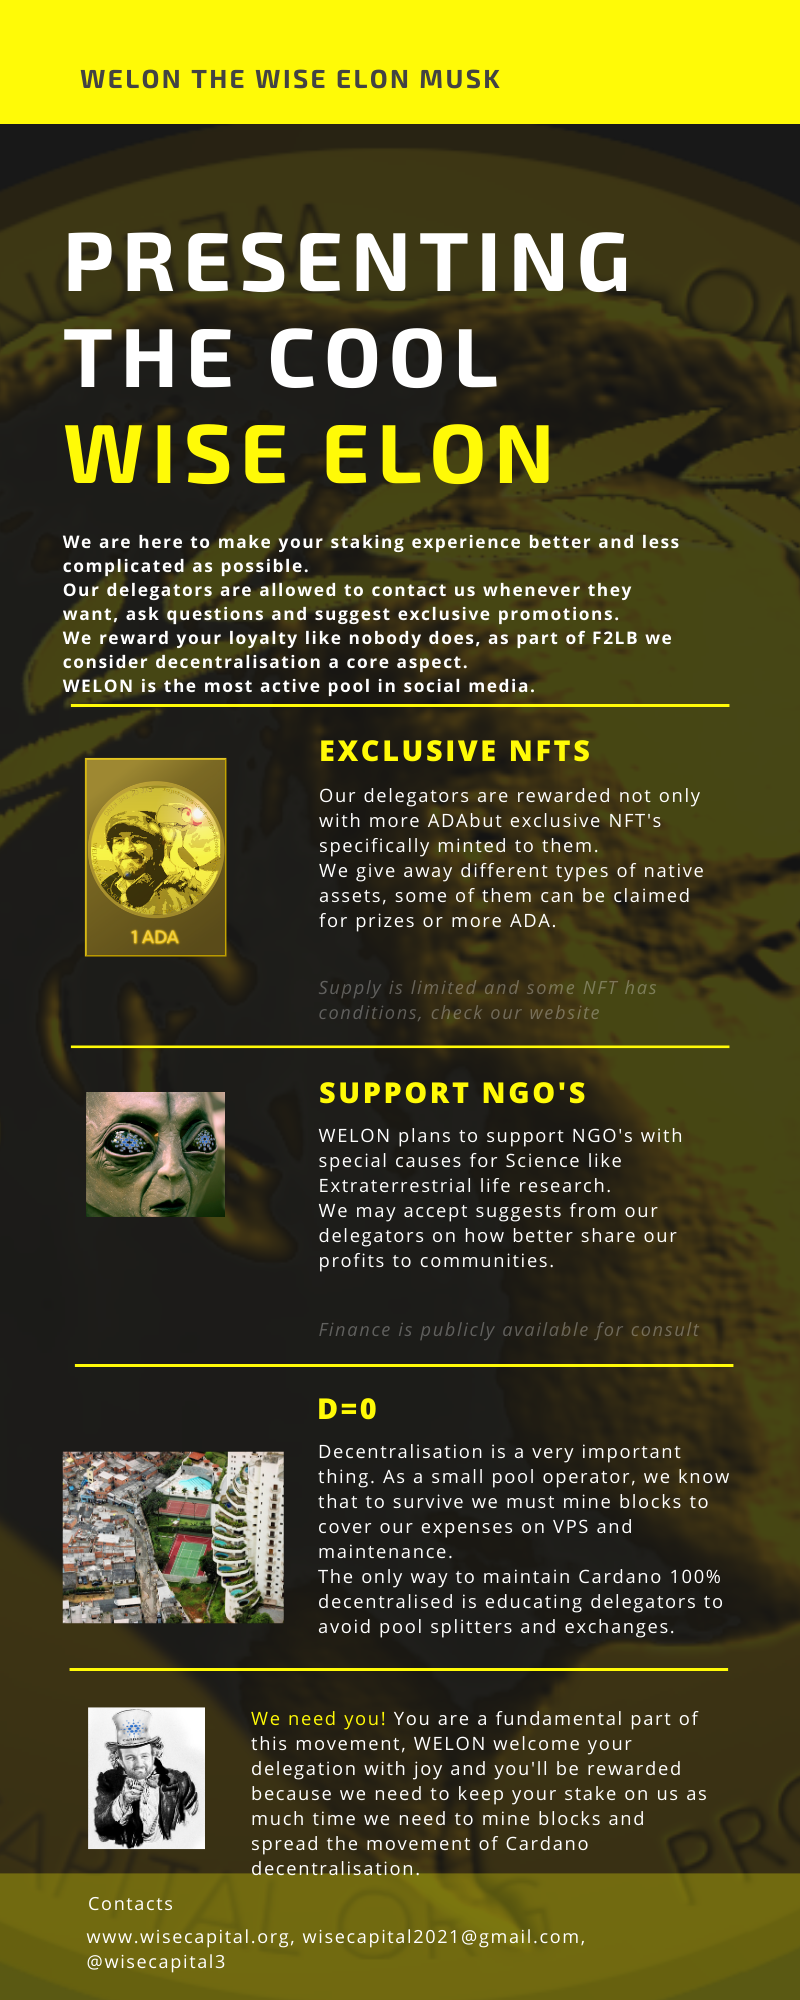 WELON THE WISE ELON MUSK
PRESENTING
THE COOL
WISE ELON
We are here to make your staking experience better and less
complicated as possible.
Our delegators are allowed to contact us whenever they
want, ask questions and suggest exclusive promotions.
We reward your loyalty like nobody does, as part of F2LB we
consider decentralisation a core aspect.
WELON is the most active pool in social media.
EXCLUSIVE NFTS
Our delegators are rewarded not only
with more ADAbut exclusive NFT's
specifically minted to them.
We give away different types of native
assets, some of them can be claimed
for prizes or more ADA.
1 ADA
Supply is limited and some NFT has
conditions, check our website
SUPPORT NGO'S
WELON plans to support NGO's with
special causes for Science like
Extraterrestrial life research.
We may accept suggests from our
delegators on how better share our
profits to communities.
Finance is publicly available for consult
D=0
Decentralisation is a very important
thing. As a small pool operator, we know
that to survive we must mine blocks to
cover our expenses on VPS and
maintenance.
The only way to maintain Cardano 100%
decentralised is educating delegators to
avoid pool splitters and exchanges.
We need you! You are a fundamental part of
this movement, WELON welcome your
delegation with joy and you'll be rewarded
because we need to keep your stake on us as
much time we need to mine blocks and
spread the movement of Cardano
decentralisation.
Contacts
www.wisecapital.org, wisecapital2021@gmail.com,
@wisecapital3